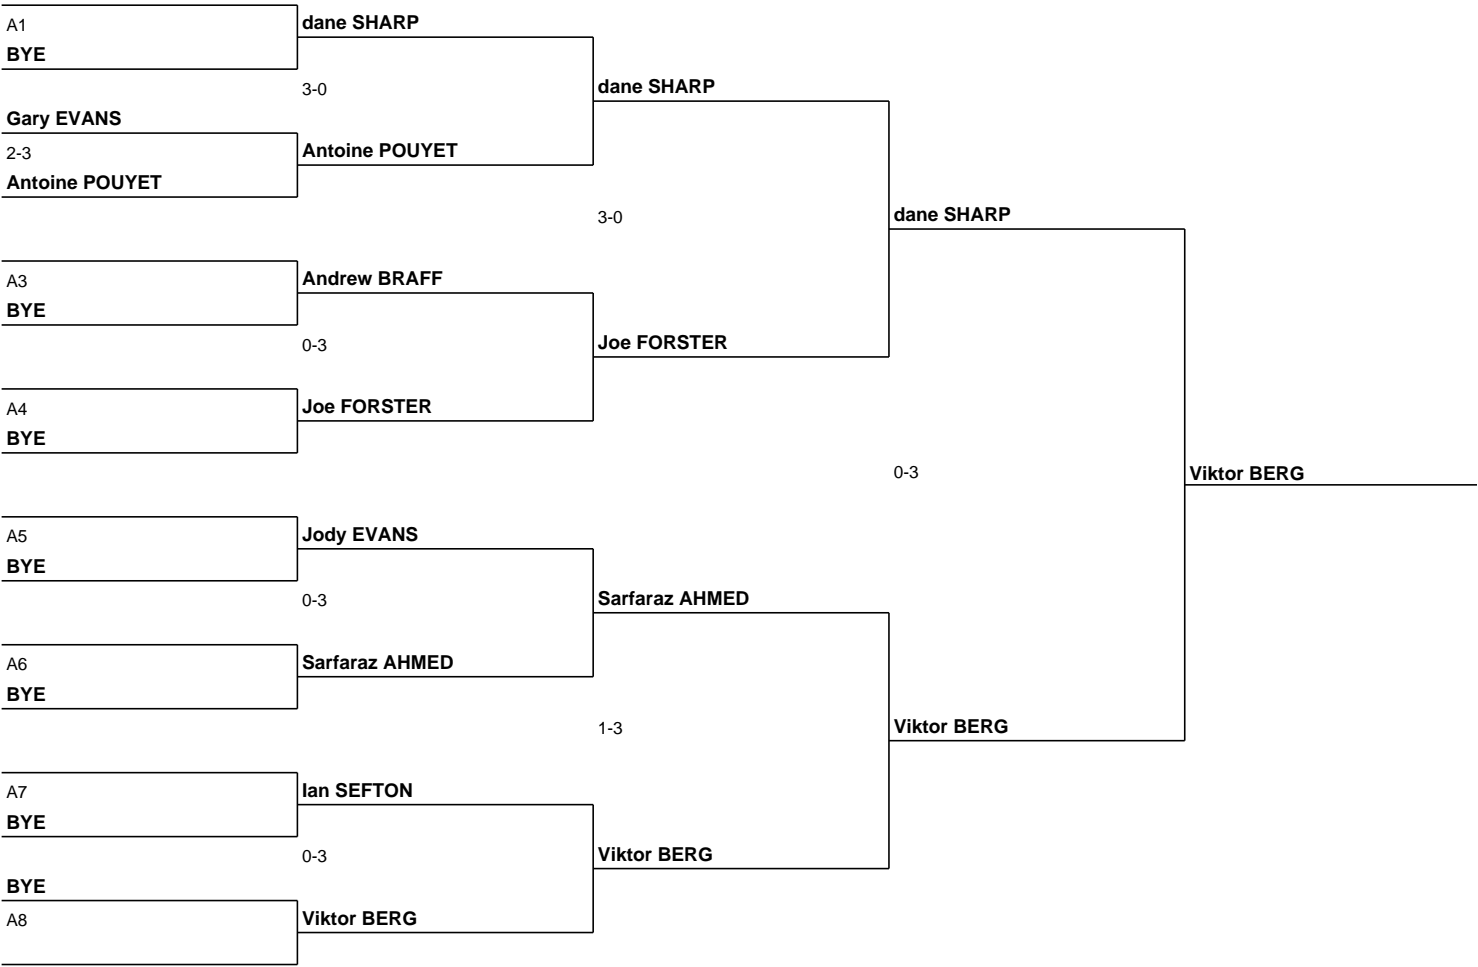 A1
BYE
dane SHARP
3-0
dane SHARP
Gary EVANS
2-3
Antoine POUYET
Antoine POUYET
3-0
dane SHARP
A3
BYE
Andrew BRAFF
0-3
Joe FORSTER
A4
BYE
Joe FORSTER
0-3
Viktor BERG
A5
BYE
Jody EVANS
0-3
Sarfaraz AHMED
A6
BYE
Sarfaraz AHMED
1-3
Viktor BERG
A7
BYE
Ian SEFTON
0-3
Viktor BERG
BYE
A8
Viktor BERG